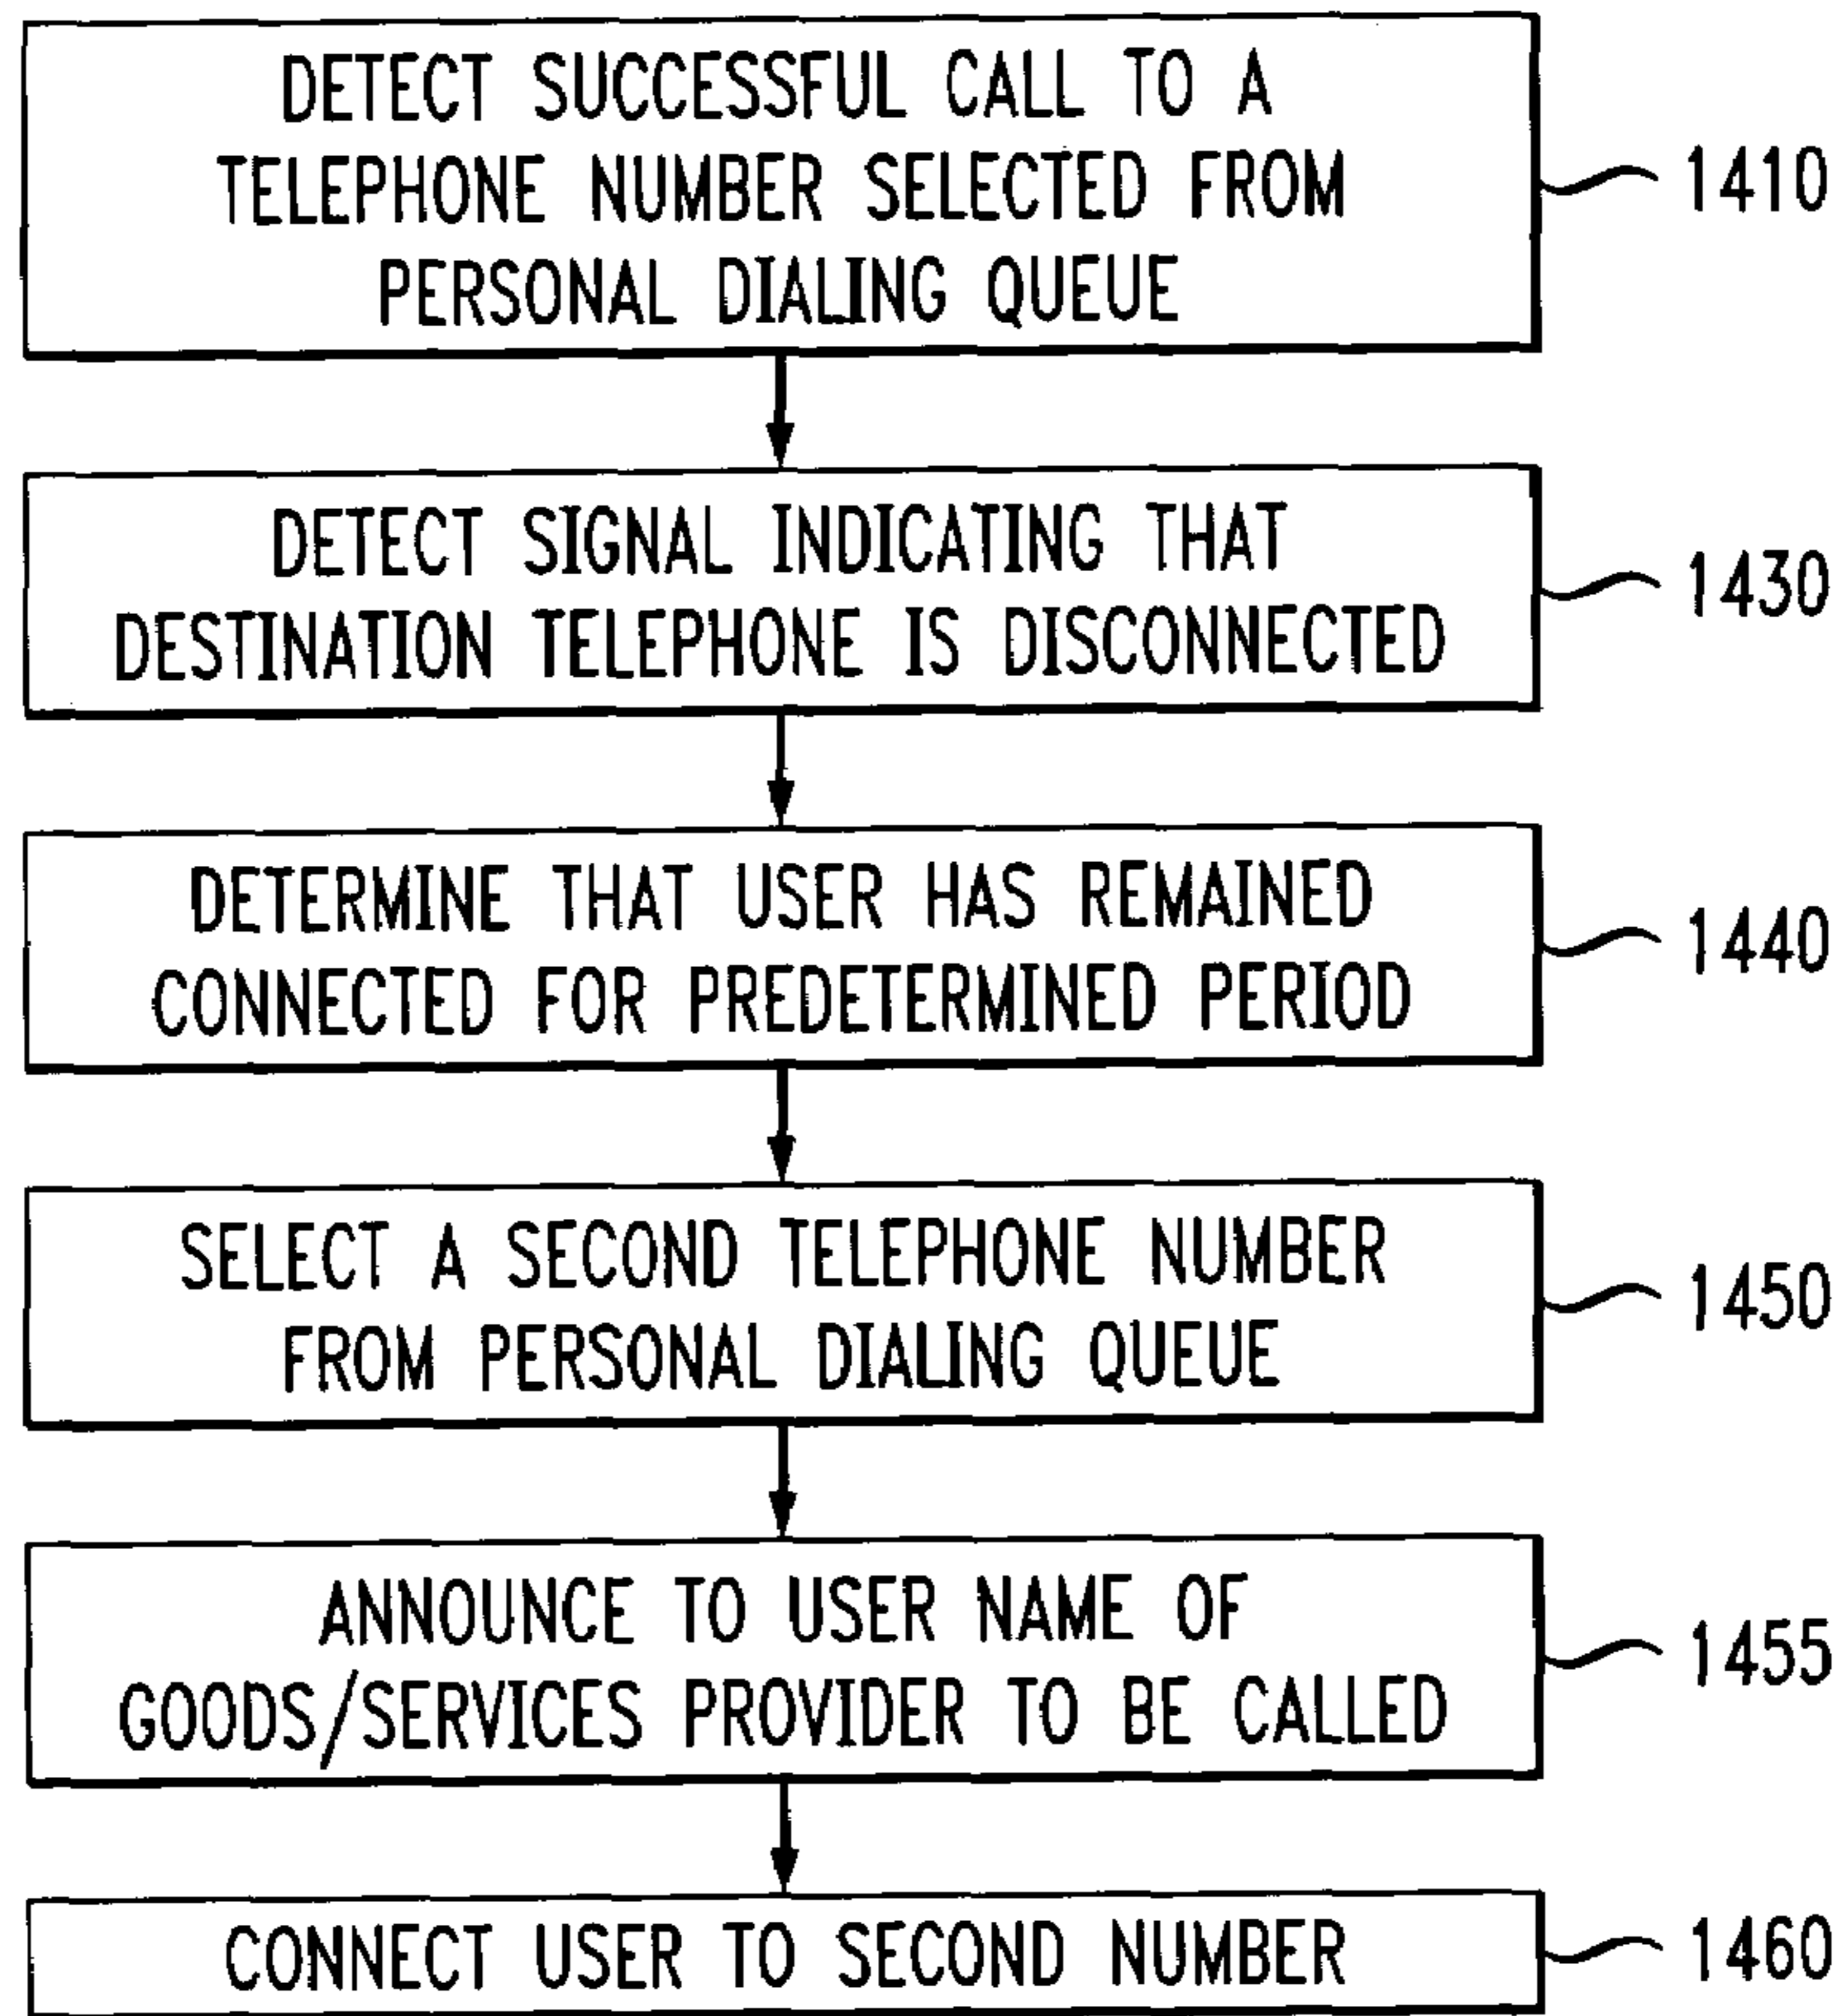 DETECT SUCCESSFUL CALL TO A
TELEPHONE NUMBER SELECTED FROM
PERSONAL DIALING QUEUE
1410
DETECT SIGNAL INDICATING THAT
DESTINATION TELEPHONE IS DISCONNECTED
1430
DETERMINE THAT USER HAS REMAINED
CONNECTED FOR PREDETERMINED PERIOD
1440
SELECT A SECOND TELEPHONE NUMBER
FROM PERSONAL DIALING QUEUE
1450
ANNOUNCE TO USER NAME OF
GOODS/SERVICES PROVIDER TO BE CALLED
1455
CONNECT USER TO SECOND NUMBER
1460